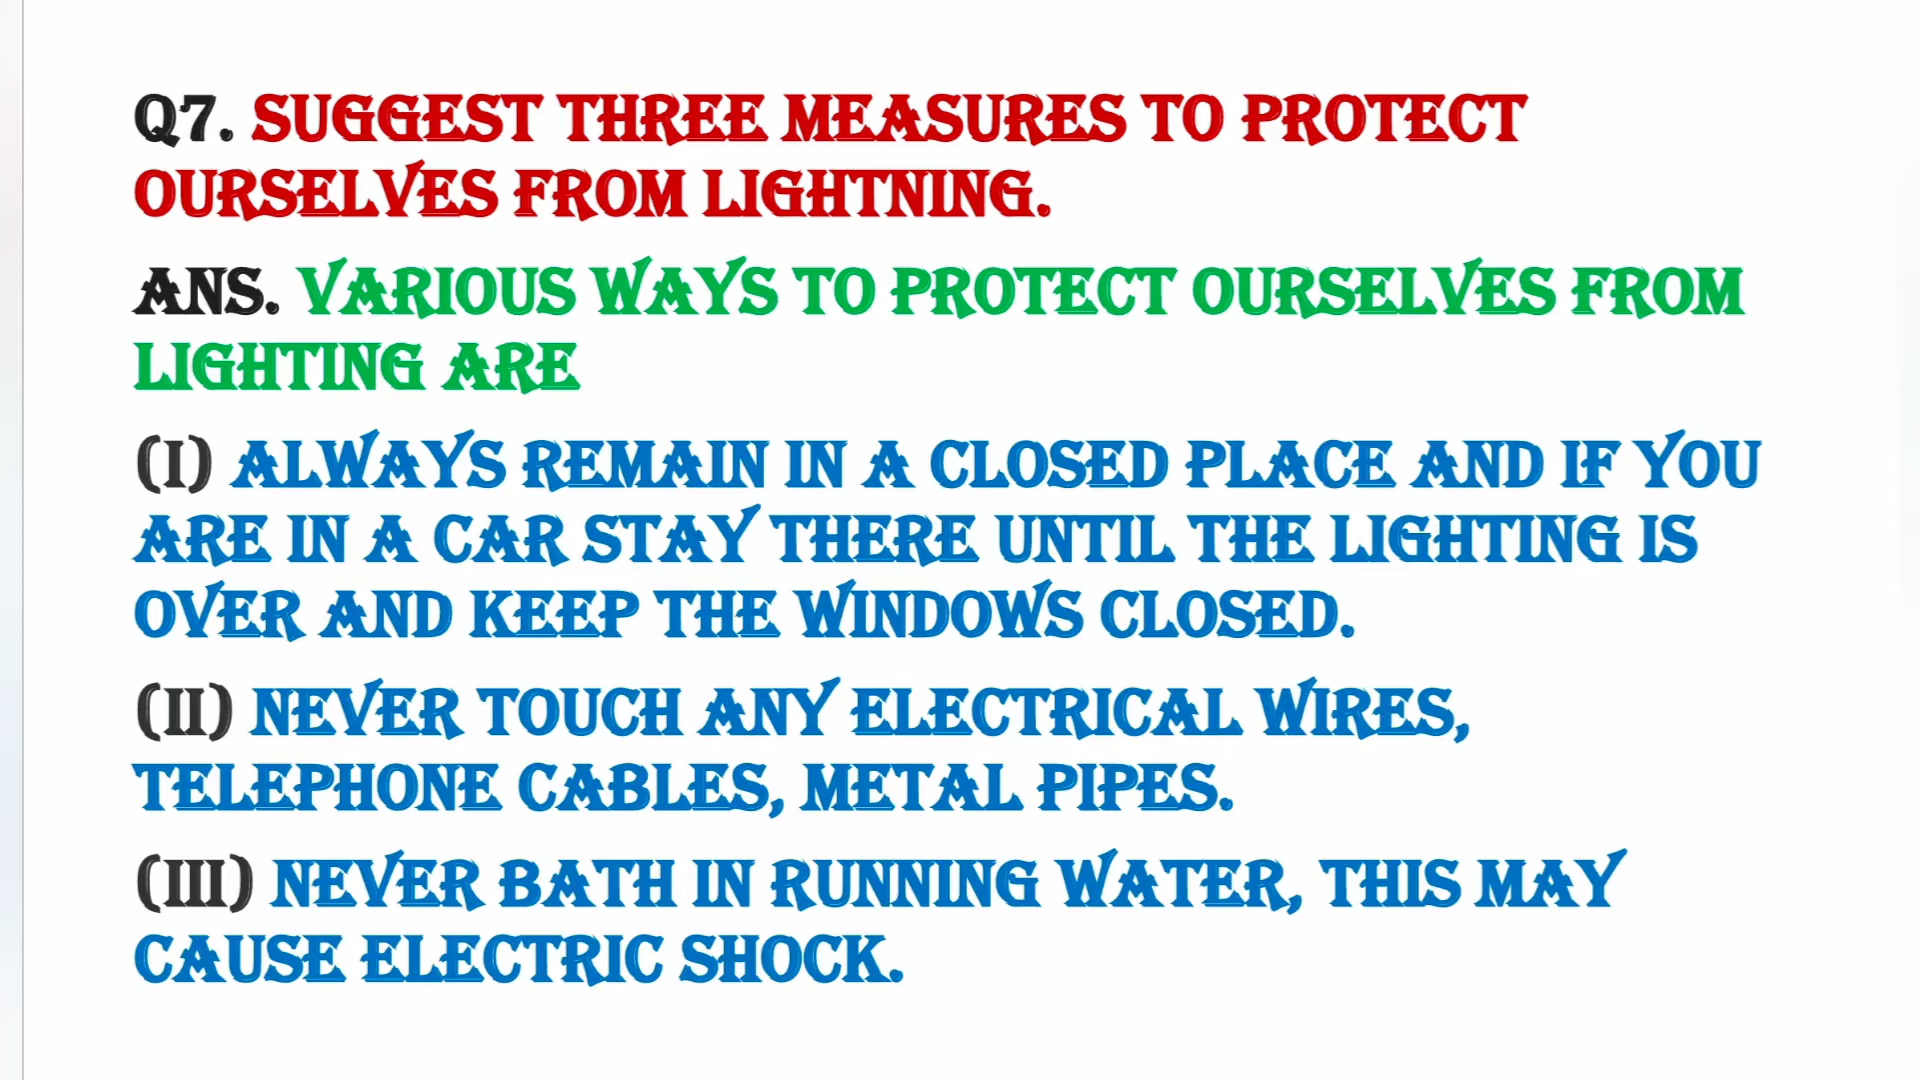 Q7. SUGGEST THREE MEASURES TO PROTECT
OURSELVES FROM LIGHTNING.
ANS. VARIOUS WAYS TO PROTECT OURSELVES FROM
LIGHTING ARE
(I) ALWAYS REMAIN IN A CLOSED PLACE AND IF YOU
ARE IN A CAR STAY THERE UNTIL THE LIGHTING IS
OVER AND KEEP THE WINDOWS CLOSED.
(II) NEVER TOUCH ANY ELECTRICAL WIRES,
TELEPHONE CABLES, METAL PIPES.
(III) NEVER BATH IN RUNNING WATER, THIS MAY
CAUSE ELECTRIC SHOCK.